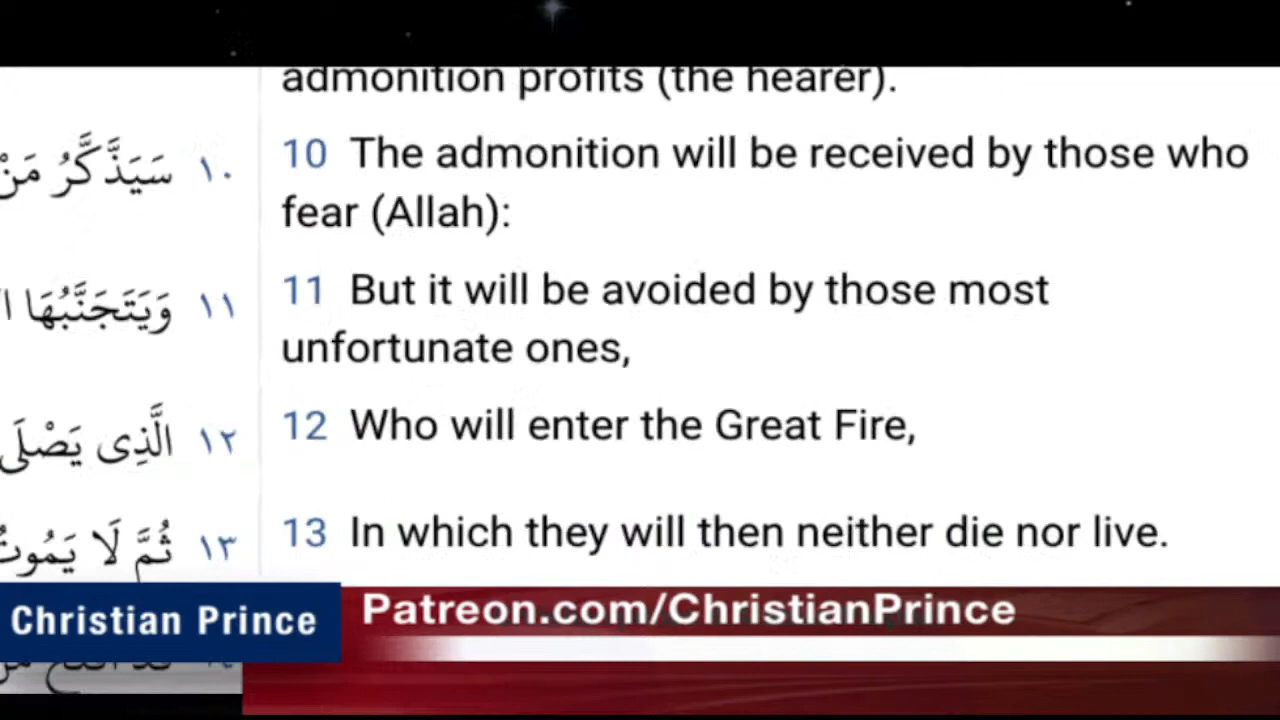 admonition profits (the hearer).
١٠ سَيَذَّكَّرُ مَنْ
10 The admonition will be received by those who
fear (Allah):
١١ وَيَتَجَنَّبُهَا
11 But it will be avoided by those most
unfortunate ones,
١٢ الَّذِى يَصْلَى
12 Who will enter the Great Fire,
١٣ ثُمَّ لَا يَمُوتُ
13 In which they will then neither die nor live.
Christian Prince
Patreon.com/ChristianPrince